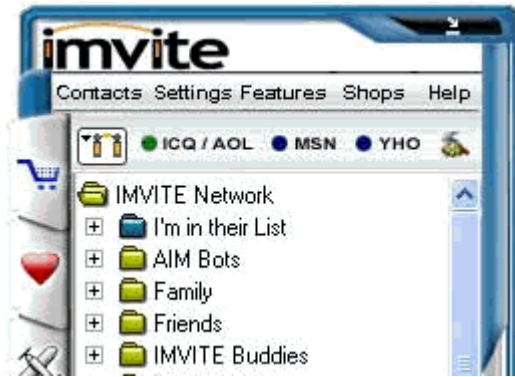 imvite
Contacts Settings Features Shops Help
ICQ / AOL MSN YHO
IMVITE Network
I'm in their List
AIM Bots
Family
Friends
IMVITE Buddies